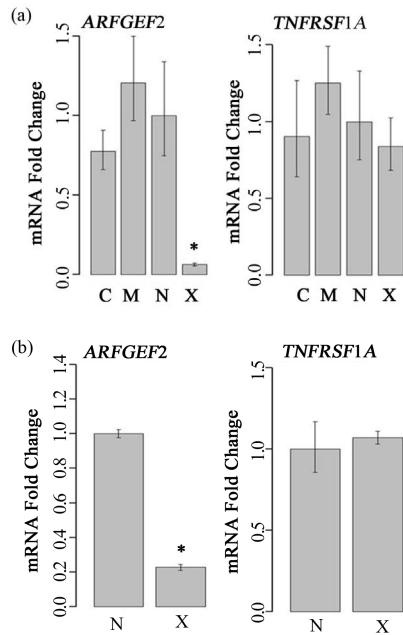 (a)
ARFGEF2
TNFRSF1A
mRNA Fold Change
0.0
0.5
1.0
1.5
C M N X
*
mRNA Fold Change
0.0
0.5
1.0
1.5
C M N X
(b)
ARFGEF2
TNFRSF1A
mRNA Fold Change
0.0
0.2
0.4
0.6
0.8
1.0
1.2
1.4
N X
*
mRNA Fold Change
0.0
0.5
1.0
1.5
N X